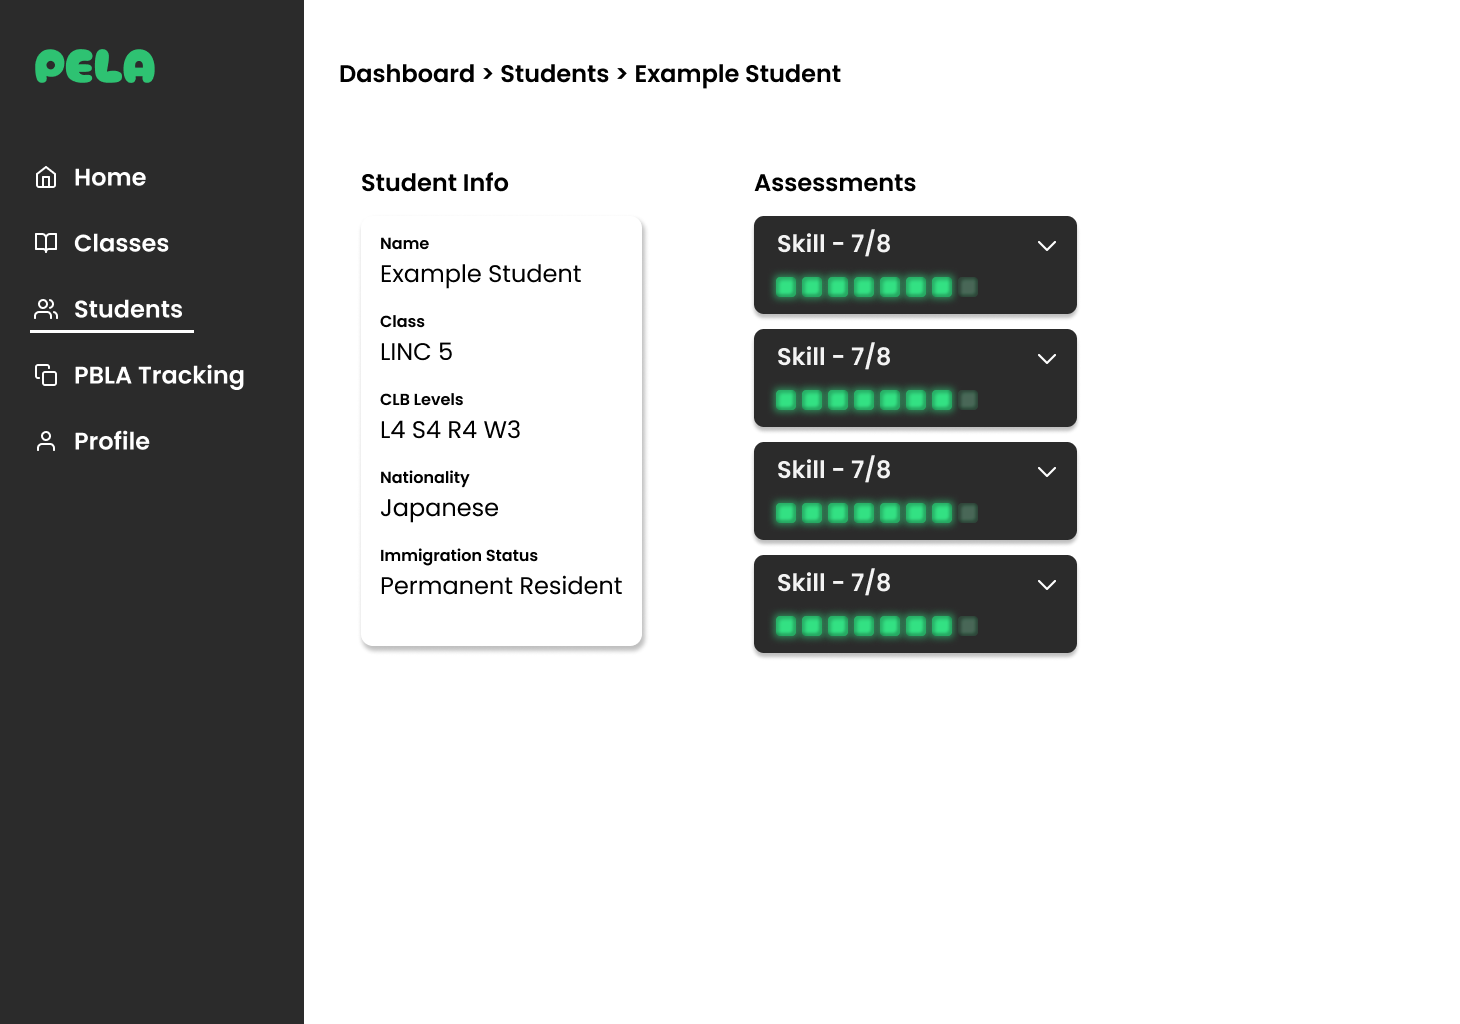 PELA
Home
Classes
Students
PBLA Tracking
Profile
Dashboard > Students > Example Student
Student Info
Name
Example Student
Class
LINC 5
CLB Levels
L4 S4 R4 W3
Nationality
Japanese
Immigration Status
Permanent Resident
Assessments
Skill - 7/8
Skill - 7/8
Skill - 7/8
Skill - 7/8